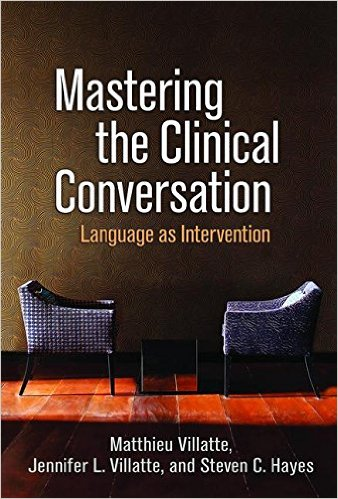 Mastering
the Clinical
Conversation
Language as Intervention
Matthieu Villatte,
Jennifer L. Villatte, and Steven C. Hayes